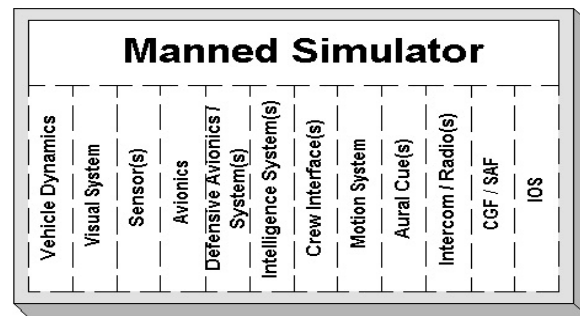 Manned Simulator
Vehicle Dynamics
Visual System
Sensor(s)
Avionics
Defensive Avionics /
System(s)
Intelligence System(s)
Crew Interface(s)
Motion System
Aural Cue(s)
Intercom / Radio(s)
CGF / SAF
IOS